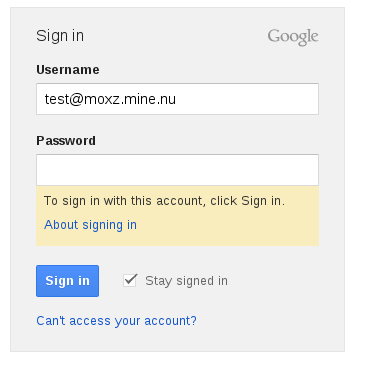 Sign in
Google
Username
test@moxz.mine.nu
Password
To sign in with this account, click Sign in.
About signing in
Sign in
Stay signed in
Can't access your account?